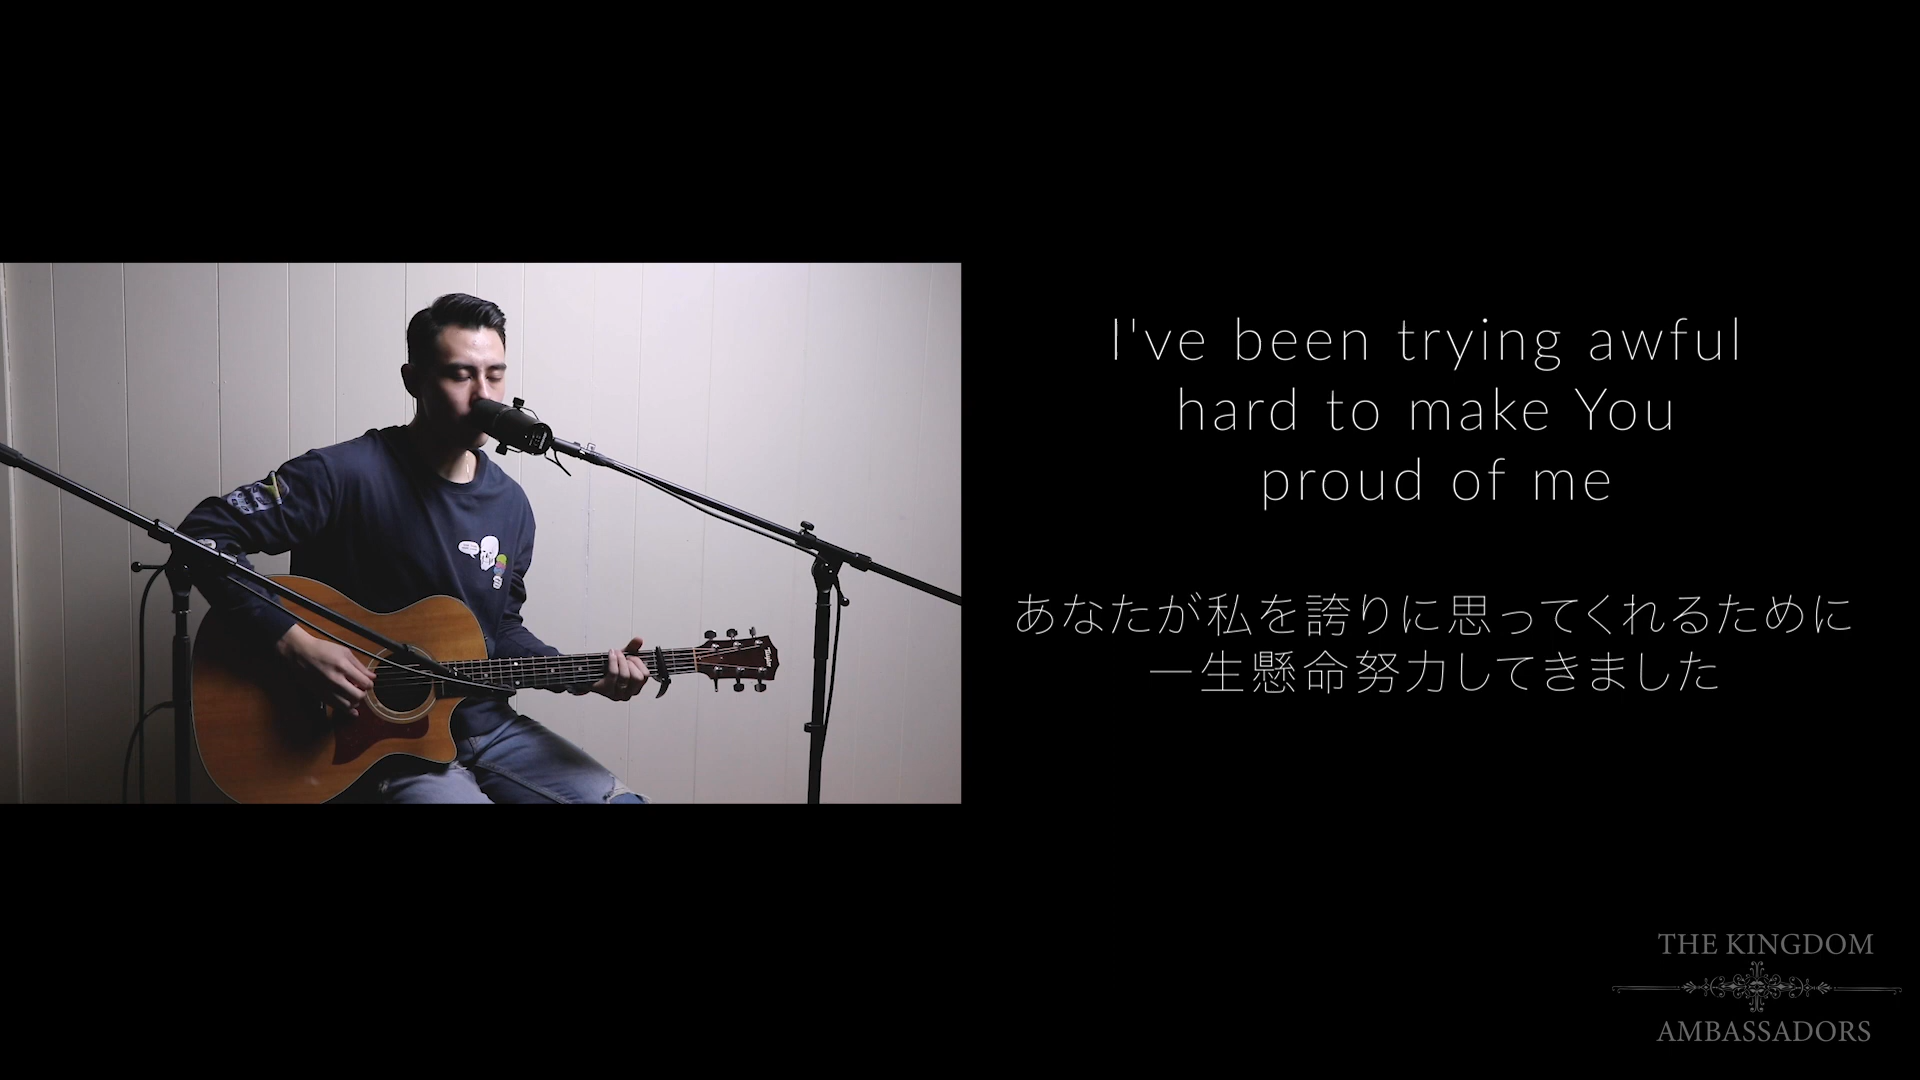 I've been trying awful
hard to make You
proud of me
あなたが私を誇りに思ってくれるために
一生懸命努力してきました
THE KINGDOM
AMBASSADORS